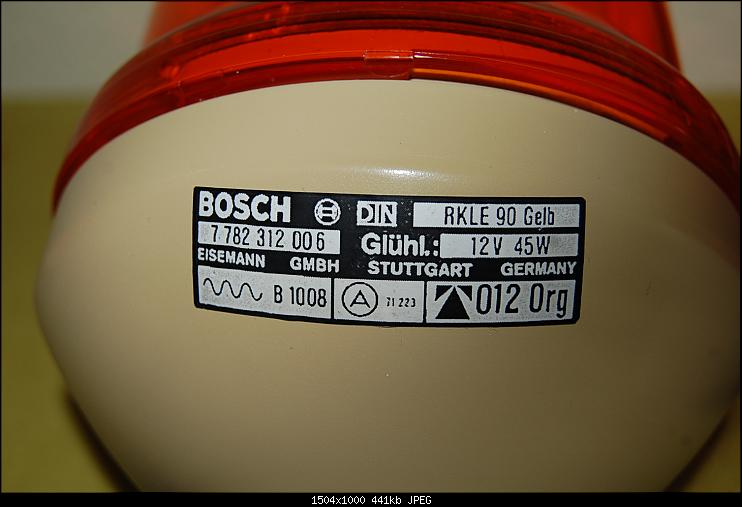 BOSCH DIN RKLE 90 Gelb
7 782 312 006 Glühl.: 12V 45W
EISEMANN GMBH STUTTGART GERMANY
B 1008 A 71 223 012 Org
1504x1000 441kb JPEG